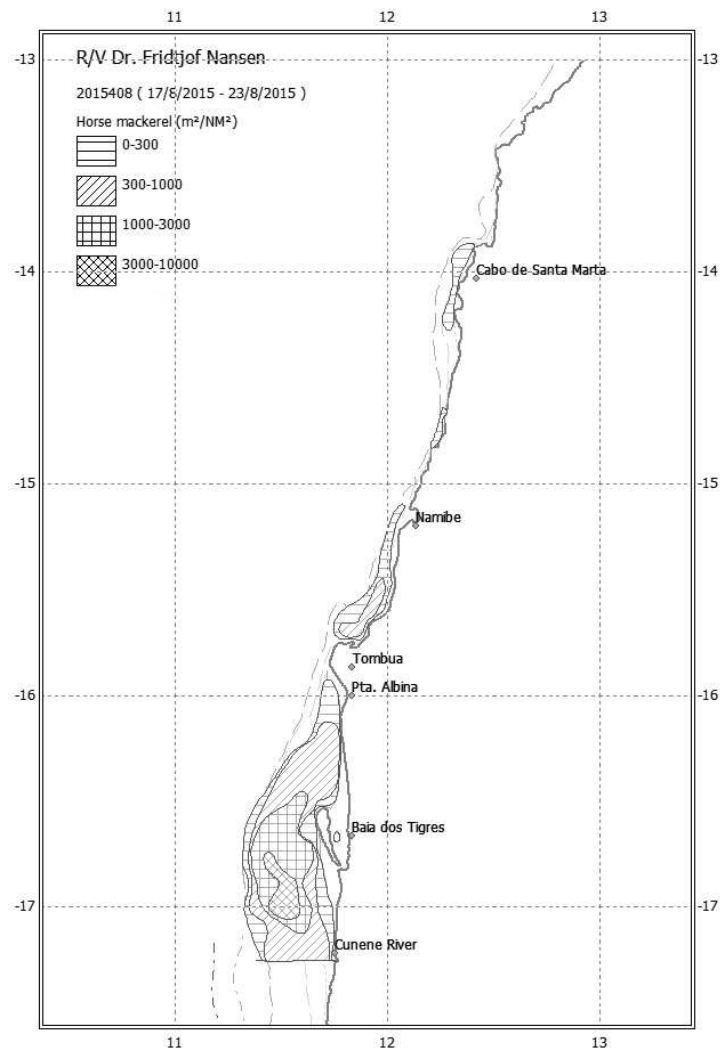 11 12 13
R/V Dr. Fridtjof Nansen
2015408 ( 17/8/2015 - 23/8/2015 )
Horse mackerel (m²/NM²)
0-300
300-1000
1000-3000
3000-10000
-13 -13
-14 -14
Cabo de Santa Marta
-15 -15
Namibe
Tombua
Pta. Albina
-16 -16
Baia dos Tigres
-17 -17
Cunene River
11 12 13